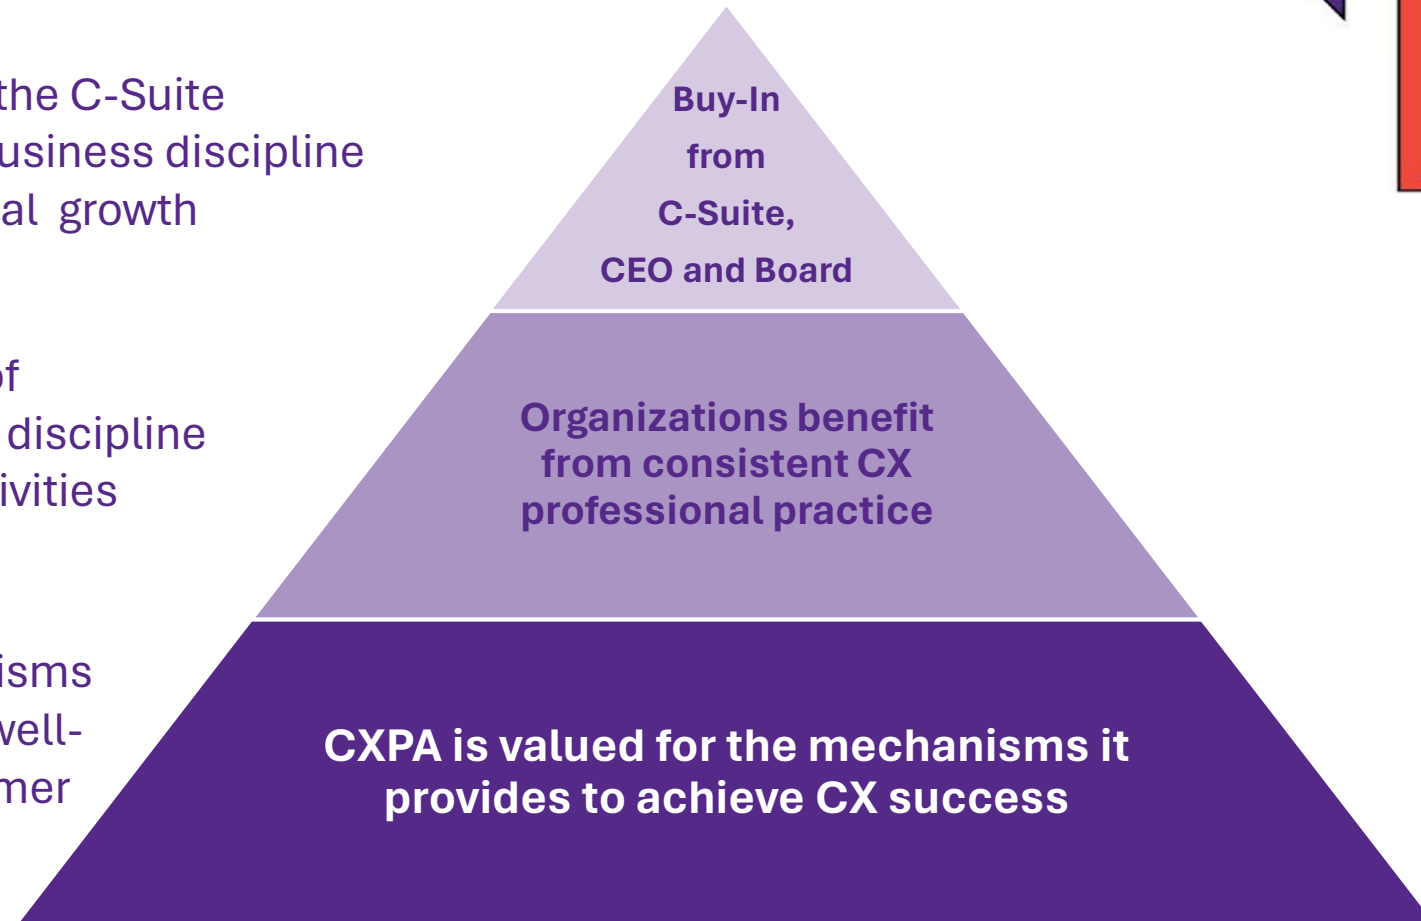 the C-Suite
usiness discipline
al growth
of
discipline
ivities
isms
well-
mer
Buy-In
from
C-Suite,
CEO and Board
Organizations benefit
from consistent CX
professional practice
CXPA is valued for the mechanisms it
provides to achieve CX success